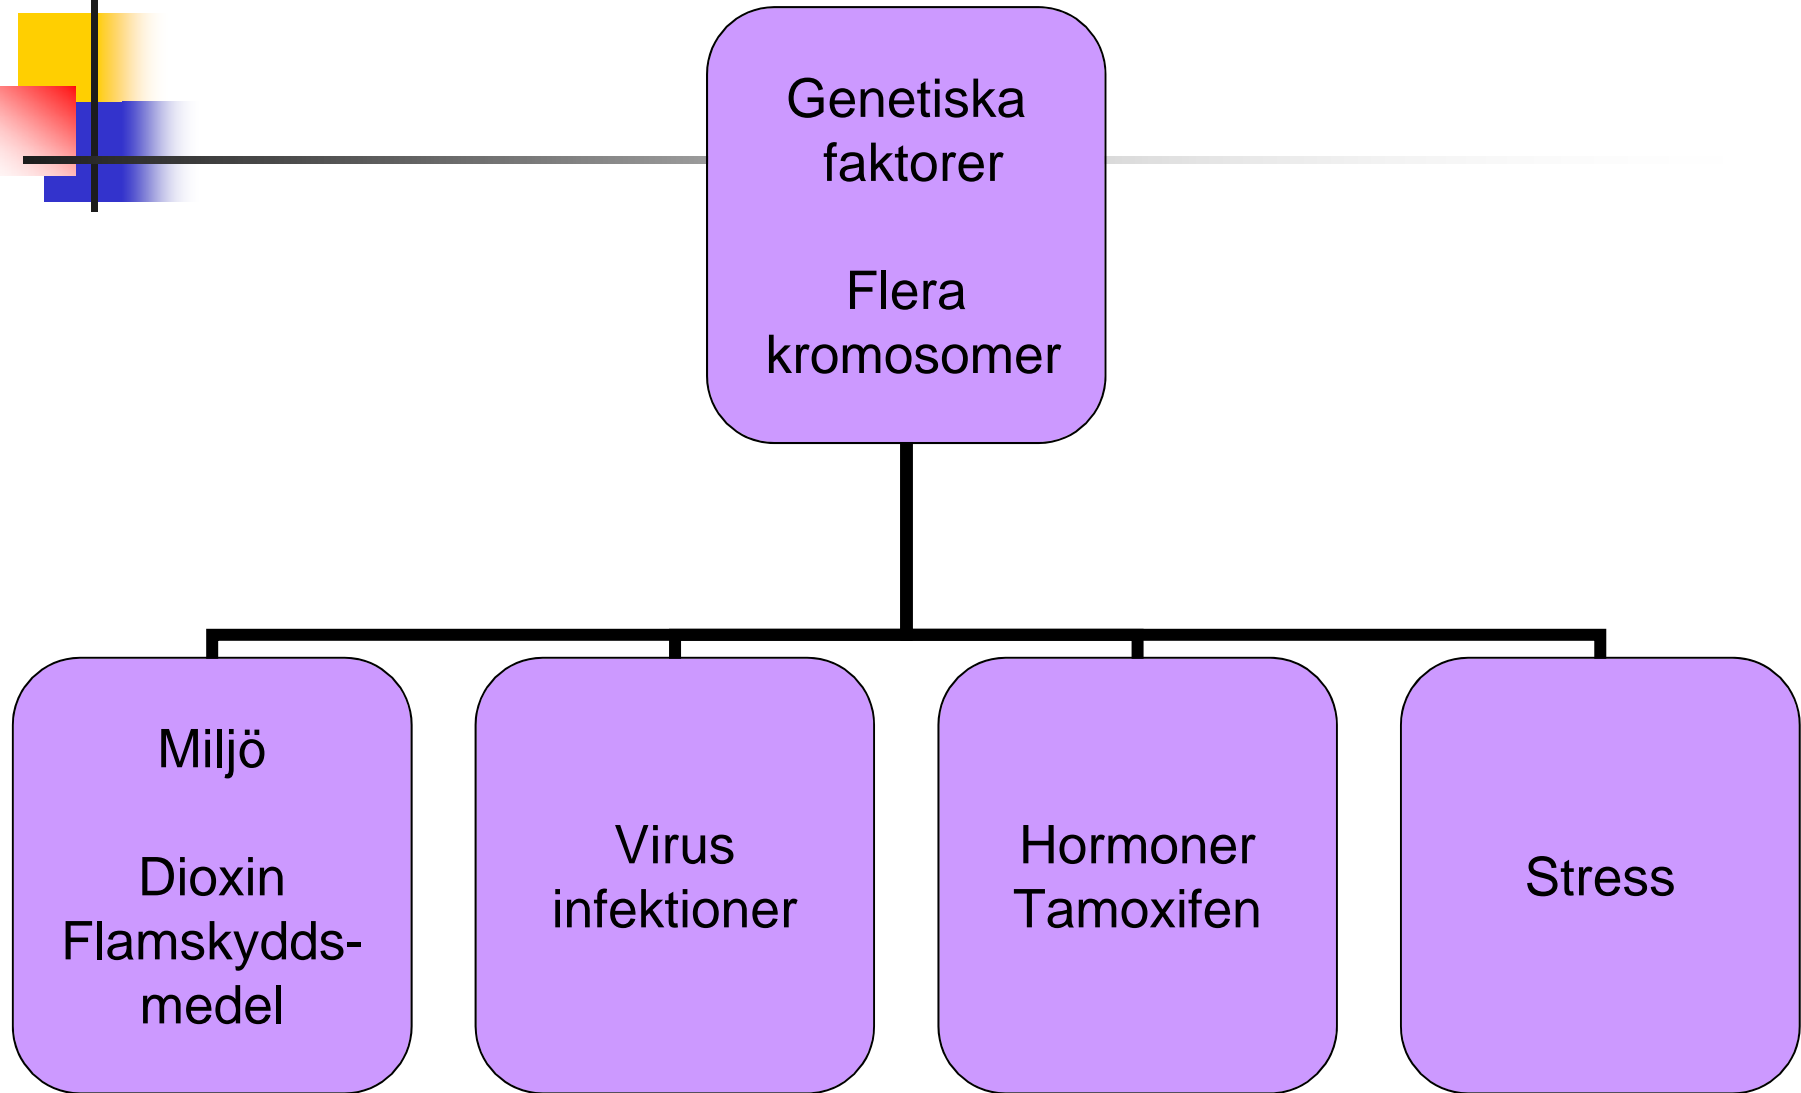 Genetiska
faktorer
Flera
kromosomer
Miljö
Dioxin
Flamskydds-
medel
Virus
infektioner
Hormoner
Tamoxifen
Stress